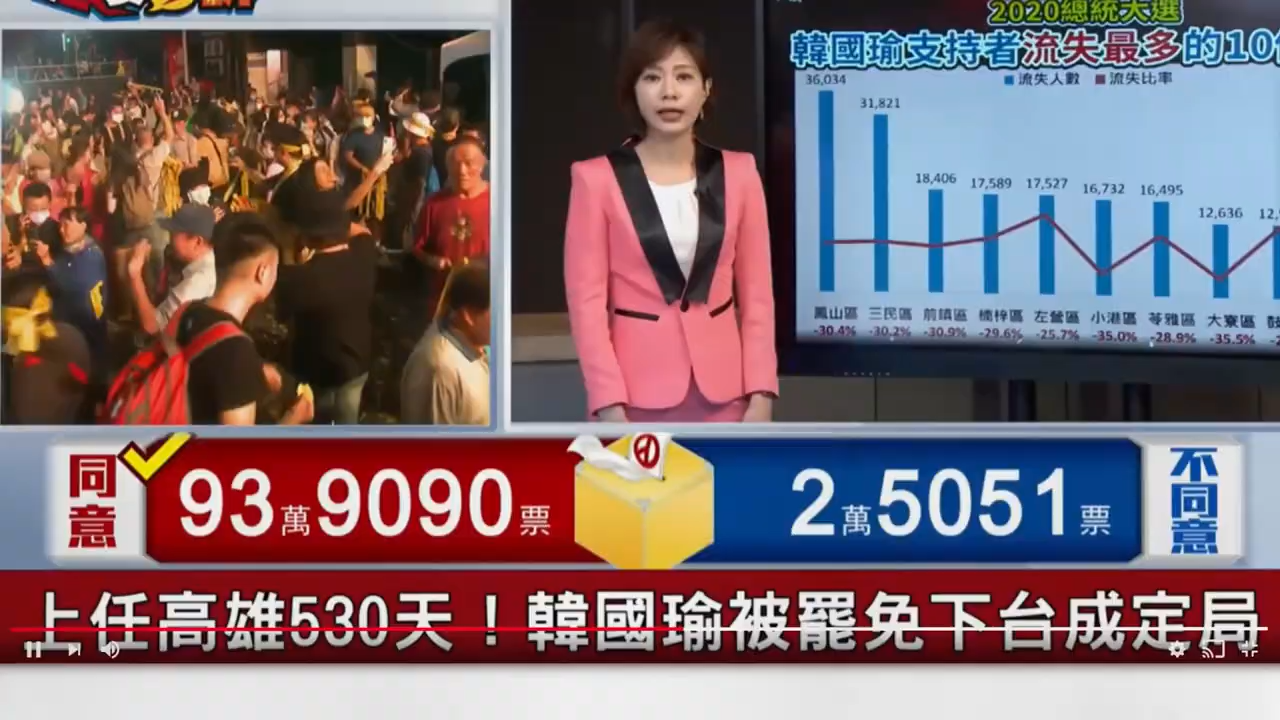 2020總統大選
韓國瑜支持者流失最多的10
流失人數 流失比率
36,034
31,821
18,406
17,589
17,527
16,732
16,495
12,636
鳳山區 三民區 前鎮區 楠梓區 左營區 小港區 苓雅區 大寮區
-30.4% -30.2% -30.9% -29.6% -25.7% -35.0% -28.9% -35.5%
同意
93萬9090票
2萬5051票
不同意
上任高雄530天！韓國瑜被罷免下台成定局